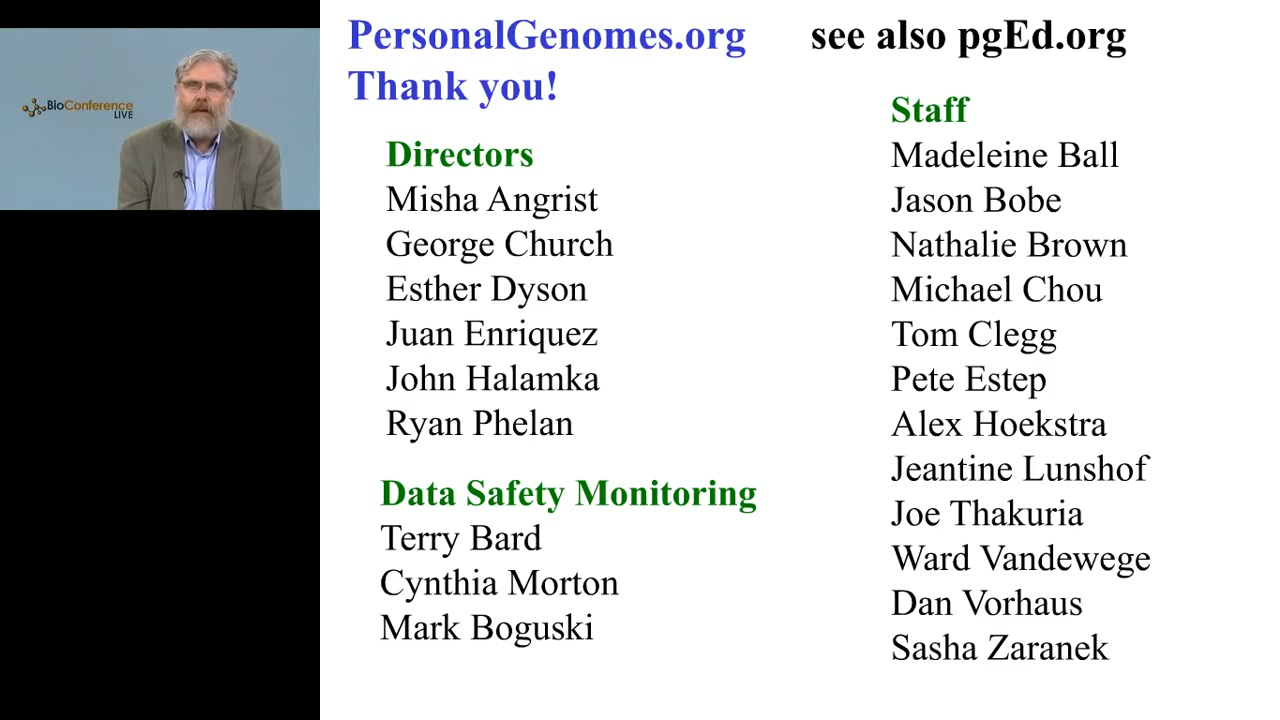 BioConference
LIVE
PersonalGenomes.org see also pgEd.org
Thank you!
Directors
Misha Angrist
George Church
Esther Dyson
Juan Enriquez
John Halamka
Ryan Phelan
Data Safety Monitoring
Terry Bard
Cynthia Morton
Mark Boguski
Staff
Madeleine Ball
Jason Bobe
Nathalie Brown
Michael Chou
Tom Clegg
Pete Estep
Alex Hoekstra
Jeantine Lunshof
Joe Thakuria
Ward Vandewege
Dan Vorhaus
Sasha Zaranek